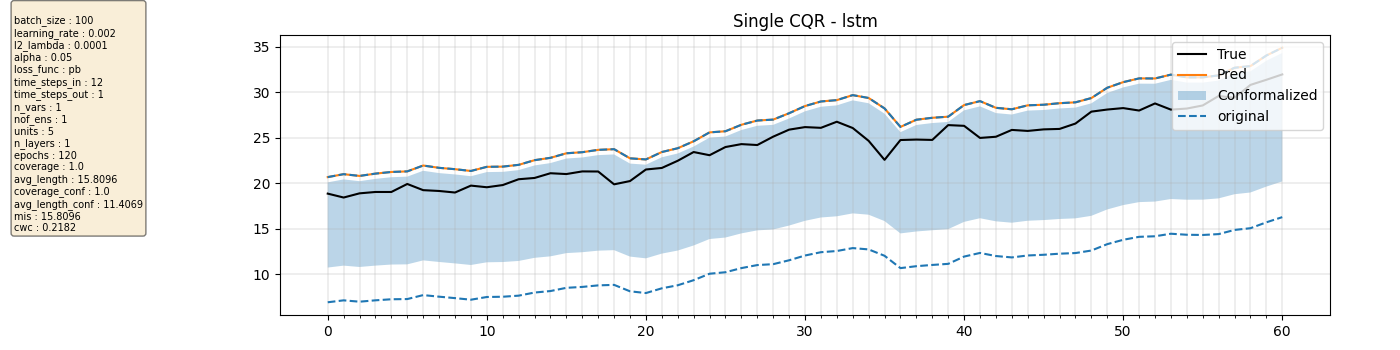 batch_size : 100
learning_rate : 0.002
l2_lambda : 0.0001
alpha : 0.05
loss_func : pb
time_steps_in : 12
time_steps_out : 1
n_vars : 1
nof_ens : 1
units : 5
n_layers : 1
epochs : 120
coverage : 1.0
avg_length : 15.8096
coverage_conf : 1.0
avg_length_conf : 11.4069
mis : 15.8096
cwc : 0.2182
Single CQR - lstm
35
30
25
20
15
10
0 10 20 30 40 50 60
True
Pred
Conformalized
original